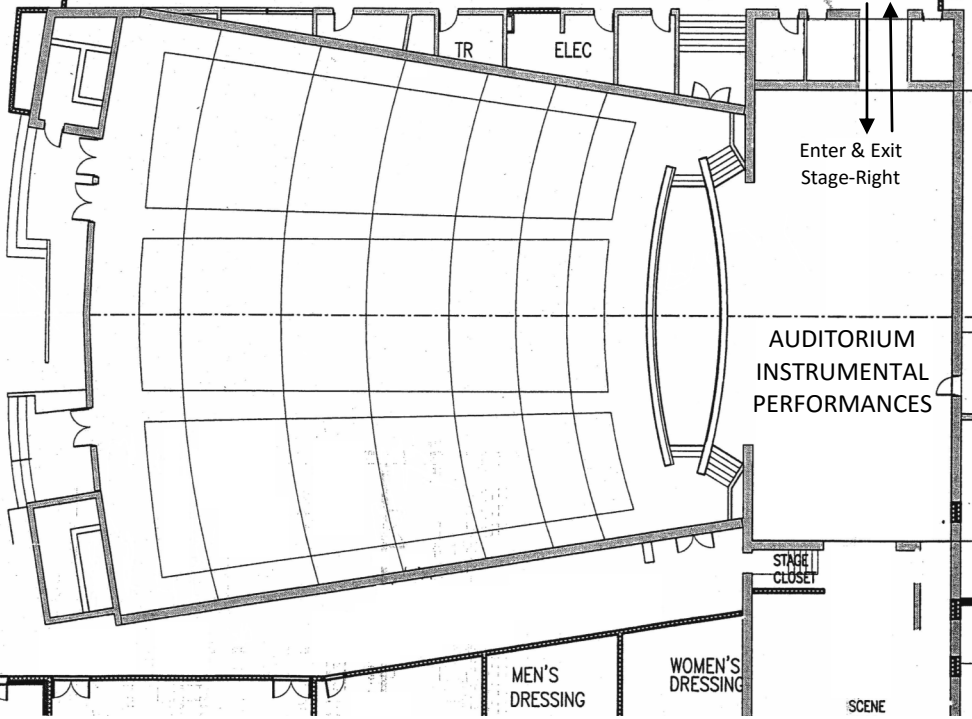 TR
ELEC
Enter & Exit
Stage-Right
AUDITORIUM
INSTRUMENTAL
PERFORMANCES
STAGE
CLOSET
MEN'S
DRESSING
WOMEN'S
DRESSING
SCENE